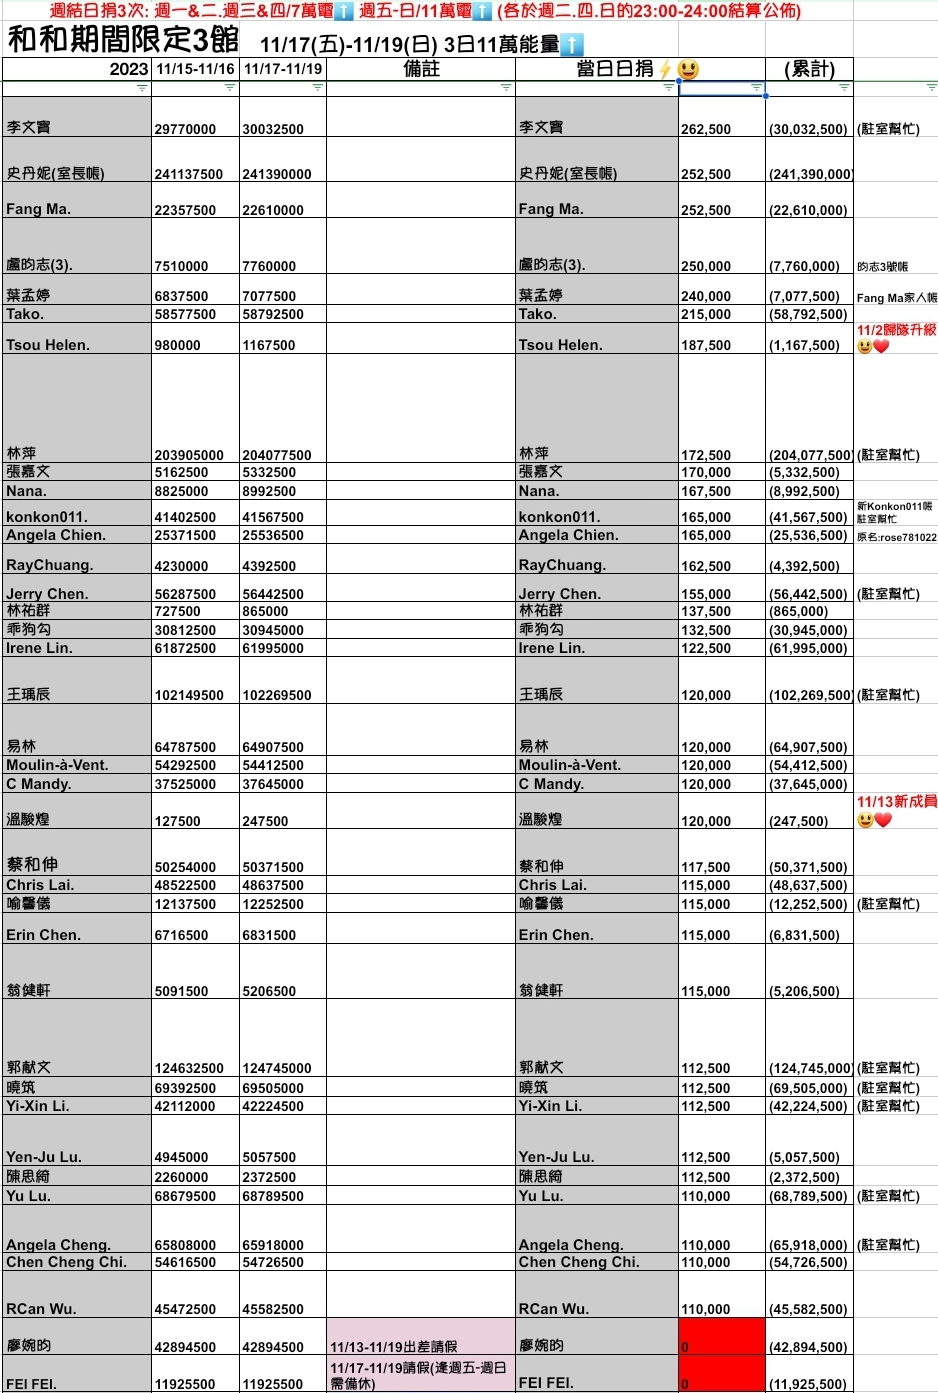 週結日捐3次: 週一&二.週三&四/7萬電⬆️ 週五-日/11萬電⬆️ (各於週二.四.日的23:00-24:00結算公佈)
和和期間限定3館 11/17(五)-11/19(日) 3日11萬能量⬆️
2023 11/15-11/16 11/17-11/19 備註 當日日捐⚡😃 (累計)
李文寶 29770000 30032500 李文寶 262,500 (30,032,500) (駐室幫忙)
史丹妮(室長帳) 241137500 241390000 史丹妮(室長帳) 252,500 (241,390,000)
Fang Ma. 22357500 22610000 Fang Ma. 252,500 (22,610,000)
盧昀志(3). 7510000 7760000 盧昀志(3). 250,000 (7,760,000) 昀志3號帳
葉孟婷 6837500 7077500 葉孟婷 240,000 (7,077,500) Fang Ma家人帳
Tako. 58577500 58792500 Tako. 215,000 (58,792,500)
Tsou Helen. 980000 1167500 Tsou Helen. 187,500 (1,167,500) 11/2歸隊升級😃❤️
林萍 203905000 204077500 林萍 172,500 (204,077,500) (駐室幫忙)
張嘉文 5162500 5332500 張嘉文 170,000 (5,332,500)
Nana. 8825000 8992500 Nana. 167,500 (8,992,500)
konkon011. 41402500 41567500 konkon011. 165,000 (41,567,500) 新Konkon011帳 駐室幫忙
Angela Chien. 25371500 25536500 Angela Chien. 165,000 (25,536,500) 原名:rose781022
RayChuang. 4230000 4392500 RayChuang. 162,500 (4,392,500)
Jerry Chen. 56287500 56442500 Jerry Chen. 155,000 (56,442,500) (駐室幫忙)
林祐群 727500 865000 林祐群 137,500 (865,000)
乖狗勾 30812500 30945000 乖狗勾 132,500 (30,945,000)
Irene Lin. 61872500 61995000 Irene Lin. 122,500 (61,995,000)
王瑀辰 102149500 102269500 王瑀辰 120,000 (102,269,500) (駐室幫忙)
易林 64787500 64907500 易林 120,000 (64,907,500)
Moulin-à-Vent. 54292500 54412500 Moulin-à-Vent. 120,000 (54,412,500)
C Mandy. 37525000 37645000 C Mandy. 120,000 (37,645,000)
溫駿煌 127500 247500 溫駿煌 120,000 (247,500) 11/13新成員😃❤️
蔡和伸 50254000 50371500 蔡和伸 117,500 (50,371,500)
Chris Lai. 48522500 48637500 Chris Lai. 115,000 (48,637,500)
喻馨儀 12137500 12252500 喻馨儀 115,000 (12,252,500) (駐室幫忙)
Erin Chen. 6716500 6831500 Erin Chen. 115,000 (6,831,500)
翁健軒 5091500 5206500 翁健軒 115,000 (5,206,500)
郭献文 124632500 124745000 郭献文 112,500 (124,745,000) (駐室幫忙)
曉筑 69392500 69505000 曉筑 112,500 (69,505,000) (駐室幫忙)
Yi-Xin Li. 42112000 42224500 Yi-Xin Li. 112,500 (42,224,500) (駐室幫忙)
Yen-Ju Lu. 4945000 5057500 Yen-Ju Lu. 112,500 (5,057,500)
陳思綺 2260000 2372500 陳思綺 112,500 (2,372,500)
Yu Lu. 68679500 68789500 Yu Lu. 110,000 (68,789,500) (駐室幫忙)
Angela Cheng. 65808000 65918000 Angela Cheng. 110,000 (65,918,000) (駐室幫忙)
Chen Cheng Chi. 54616500 54726500 Chen Cheng Chi. 110,000 (54,726,500)
RCan Wu. 45472500 45582500 RCan Wu. 110,000 (45,582,500)
廖婉昀 42894500 42894500 11/13-11/19出差請假 廖婉昀 0 (42,894,500)
FEI FEI. 11925500 11925500 11/17-11/19請假(逢週五-週日需備休) FEI FEI. 0 (11,925,500)